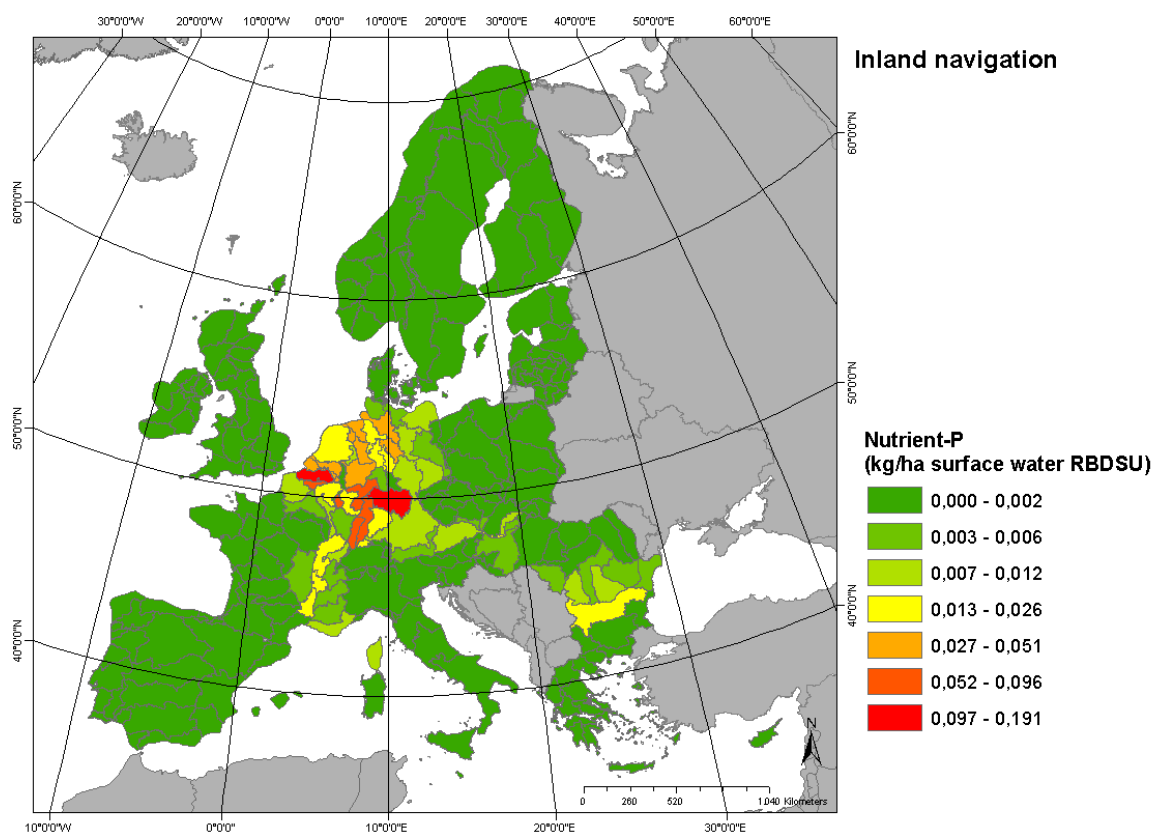 30°0'0"W 20°0'0"W 10°0'0"W 0°0'0" 10°0'0"E 20°0'0"E 30°0'0"E 40°0'0"E 50°0'0"E 60°0'0"E
Inland navigation
60°0'0"N
60°0'0"N
50°0'0"N
50°0'0"N
40°0'0"N
40°0'0"N
Nutrient-P
(kg/ha surface water RBDSU)
0,000 - 0,002
0,003 - 0,006
0,007 - 0,012
0,013 - 0,026
0,027 - 0,051
0,052 - 0,096
0,097 - 0,191
N
0 260 520 1.040 Kilometers
10°0'0"W 0°0'0" 10°0'0"E 20°0'0"E 30°0'0"E